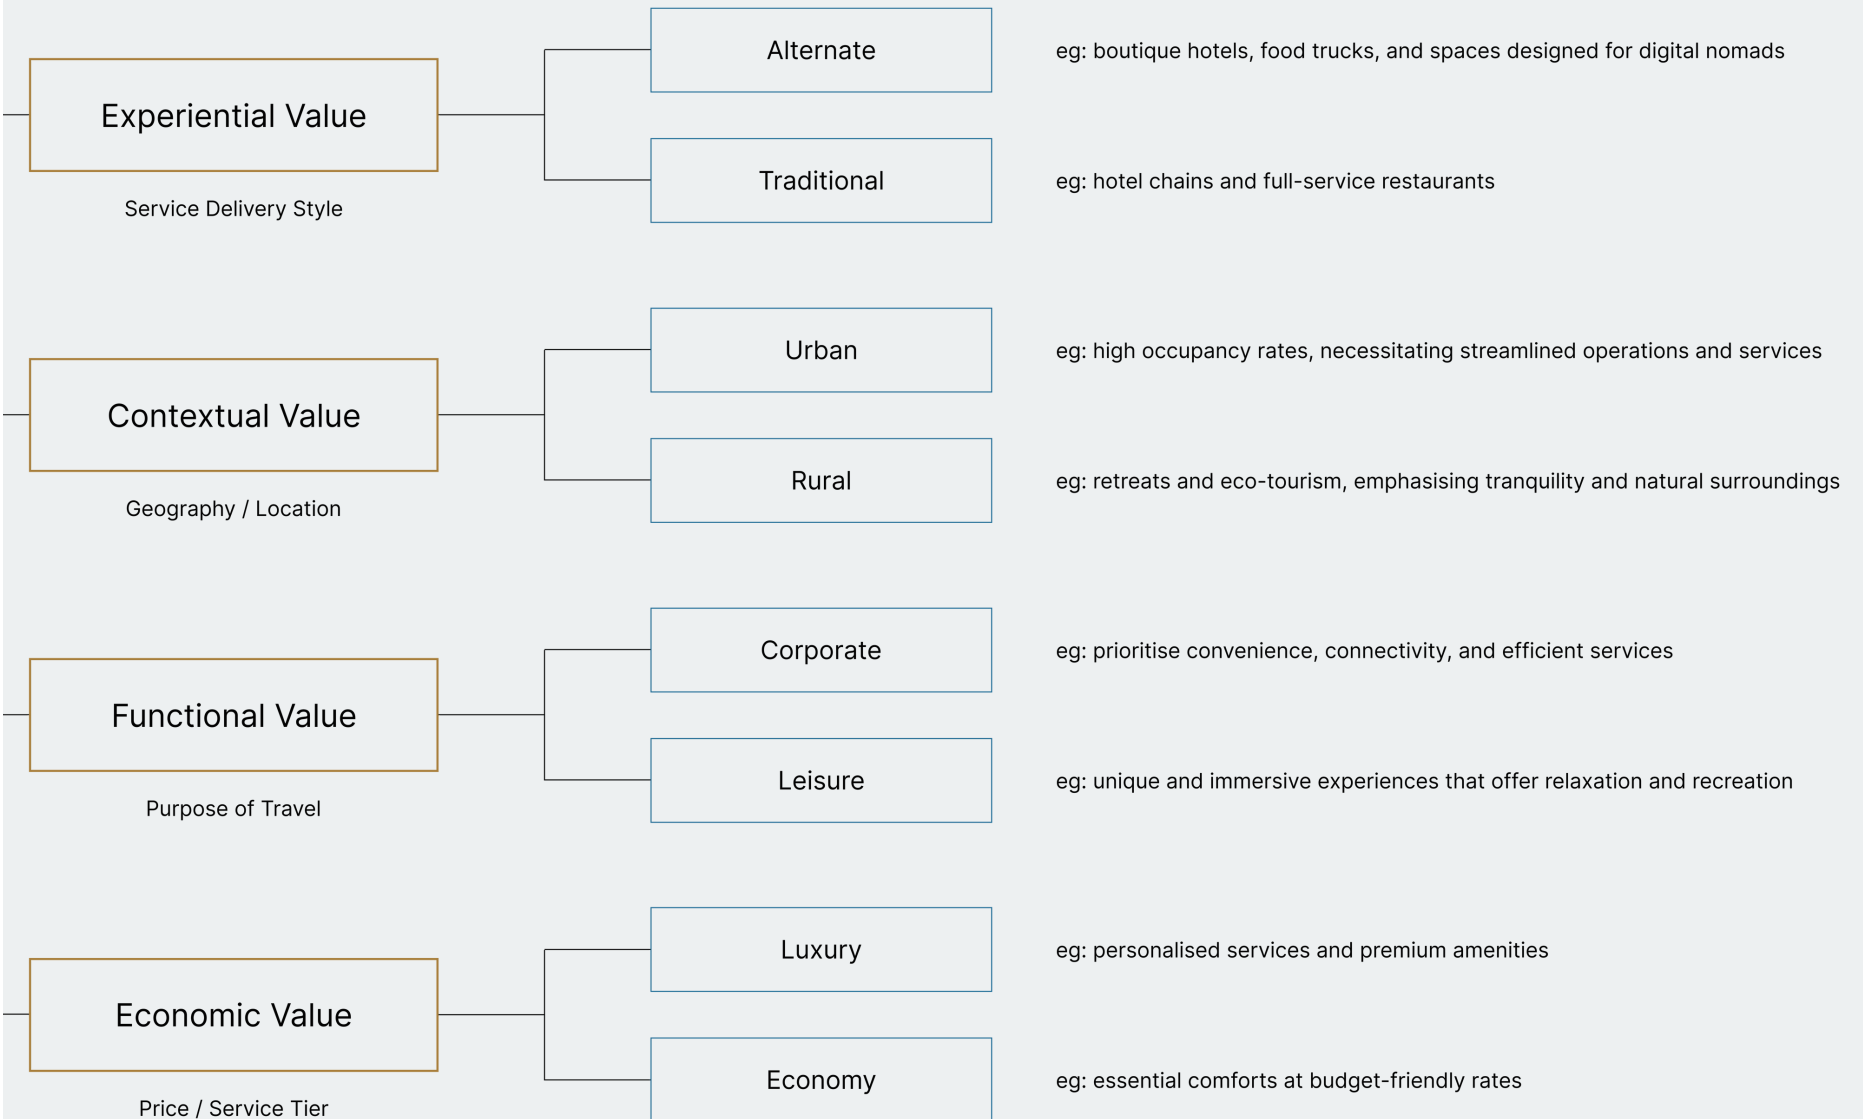 Experiential Value
Service Delivery Style
Alternate
eg: boutique hotels, food trucks, and spaces designed for digital nomads
Traditional
eg: hotel chains and full-service restaurants
Contextual Value
Geography / Location
Urban
eg: high occupancy rates, necessitating streamlined operations and services
Rural
eg: retreats and eco-tourism, emphasising tranquility and natural surroundings
Functional Value
Purpose of Travel
Corporate
eg: prioritise convenience, connectivity, and efficient services
Leisure
eg: unique and immersive experiences that offer relaxation and recreation
Economic Value
Price / Service Tier
Luxury
eg: personalised services and premium amenities
Economy
eg: essential comforts at budget-friendly rates